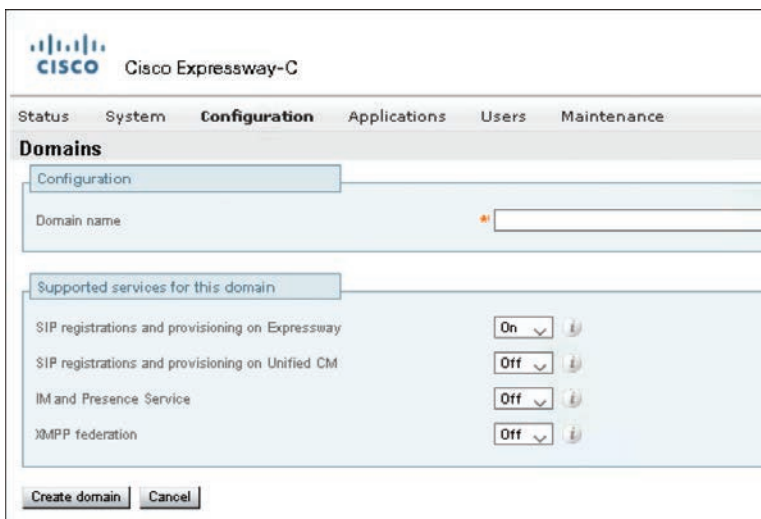 CISCO Cisco Expressway-C
Status System Configuration Applications Users Maintenance
Domains
Configuration
Domain name *
Supported services for this domain
SIP registrations and provisioning on Expressway On i
SIP registrations and provisioning on Unified CM Off i
IM and Presence Service Off i
XMPP federation Off i
Create domain Cancel